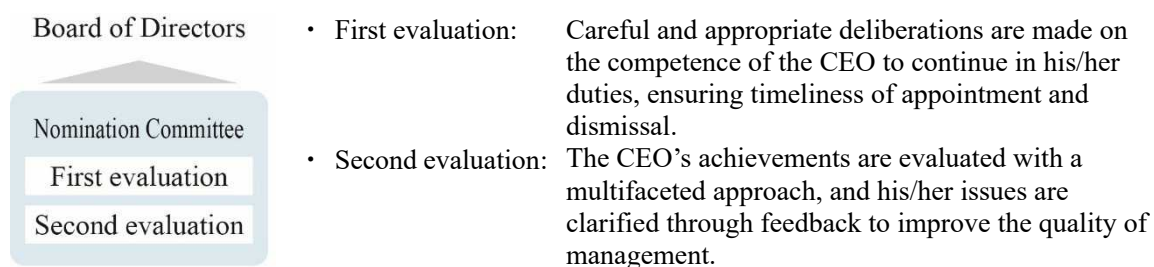 Board of Directors
Nomination Committee
First evaluation
Second evaluation
・ First evaluation: Careful and appropriate deliberations are made on
the competence of the CEO to continue in his/her
duties, ensuring timeliness of appointment and
dismissal.
・ Second evaluation: The CEO’s achievements are evaluated with a
multifaceted approach, and his/her issues are
clarified through feedback to improve the quality of
management.